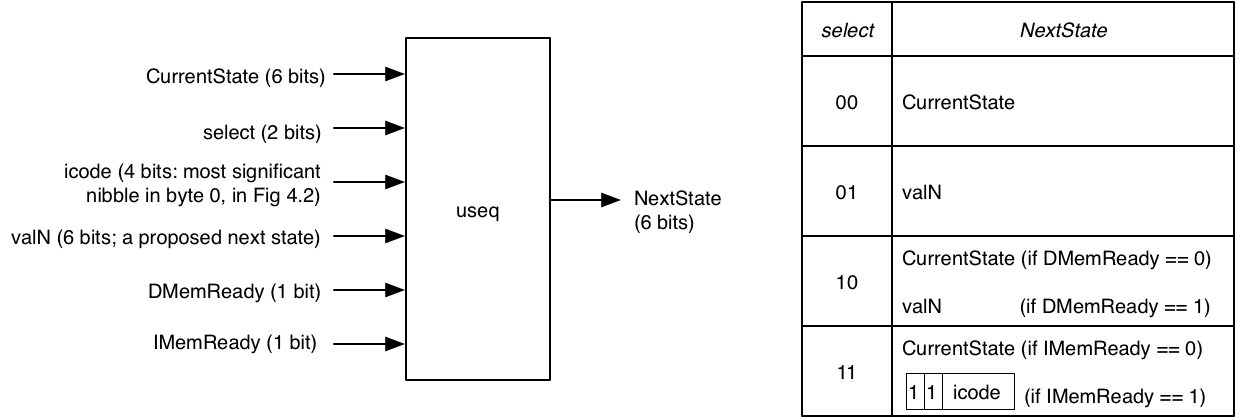 CurrentState (6 bits)
select (2 bits)
icode (4 bits: most significant
nibble in byte 0, in Fig 4.2)
valN (6 bits; a proposed next state)
DMemReady (1 bit)
IMemReady (1 bit)
useq
NextState
(6 bits)
select NextState
00 CurrentState
01 valN
10 CurrentState (if DMemReady == 0)
valN (if DMemReady == 1)
11 CurrentState (if IMemReady == 0)
1 1 icode (if IMemReady == 1)